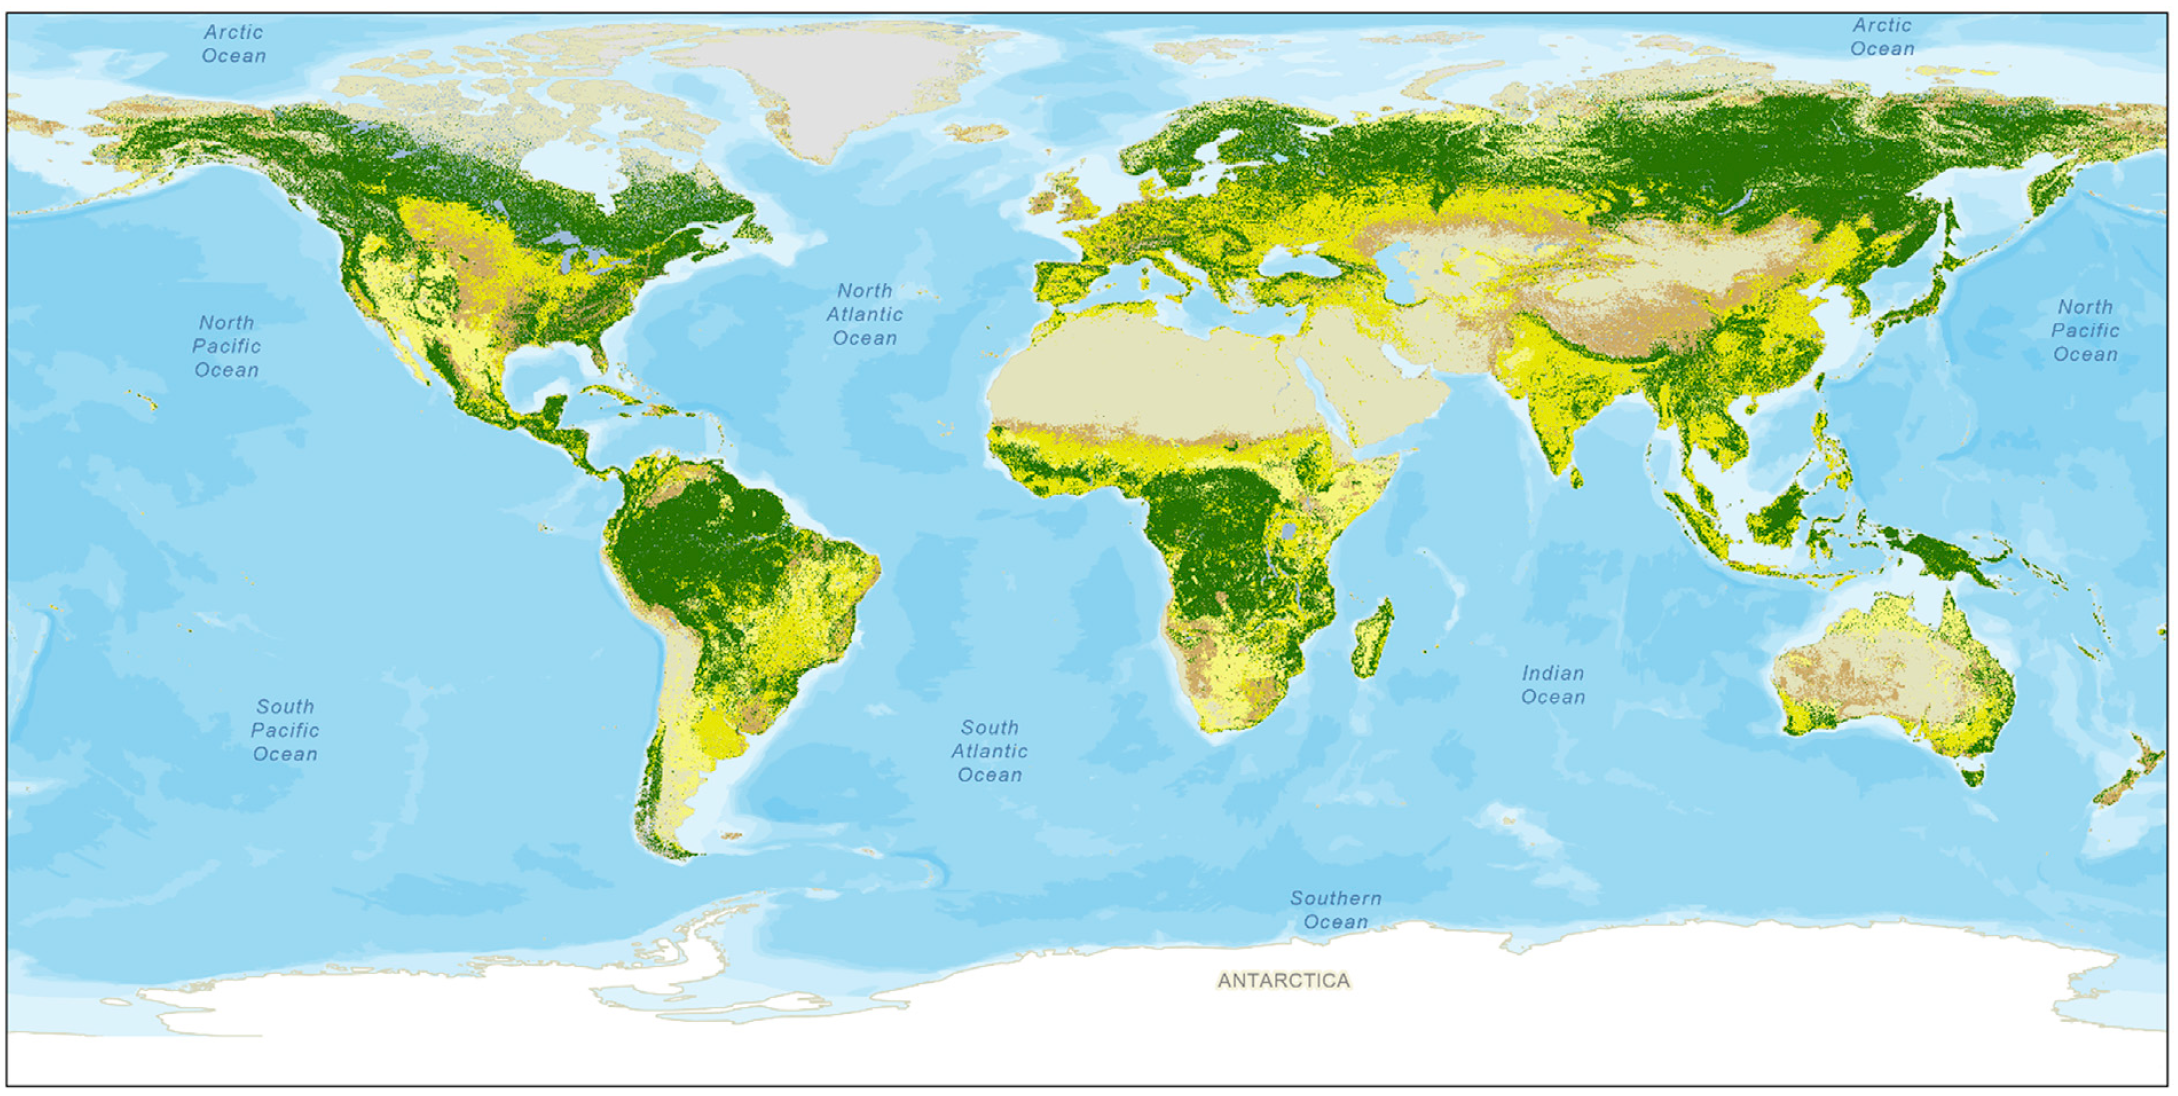 Arctic
Ocean
Arctic
Ocean
North
Atlantic
Ocean
North
Pacific
Ocean
North
Pacific
Ocean
Indian
Ocean
South
Pacific
Ocean
South
Atlantic
Ocean
Southern
Ocean
ANTARCTICA